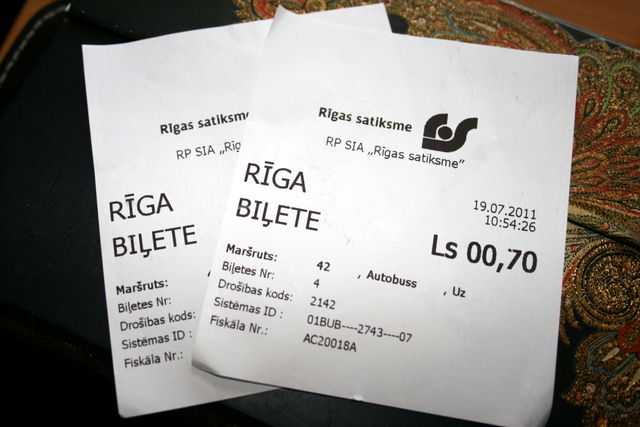 Rīgas satiksme
RP SIA „Rīg
RĪGA
BIĻETE
Maršruts:
Biļetes Nr:
Drošības kods:
Sistēmas ID :
Fiskāla Nr.:
Rīgas satiksme
RP SIA „Rīgas satiksme"
RĪGA
BIĻETE
19.07.2011
10:54:26
Ls 00,70
Maršruts: 42 , Autobuss , Uz
Biļetes Nr: 4
Drošības kods: 2142
Sistēmas ID : 01BUB----2743----07
Fiskāla Nr.: AC20018A